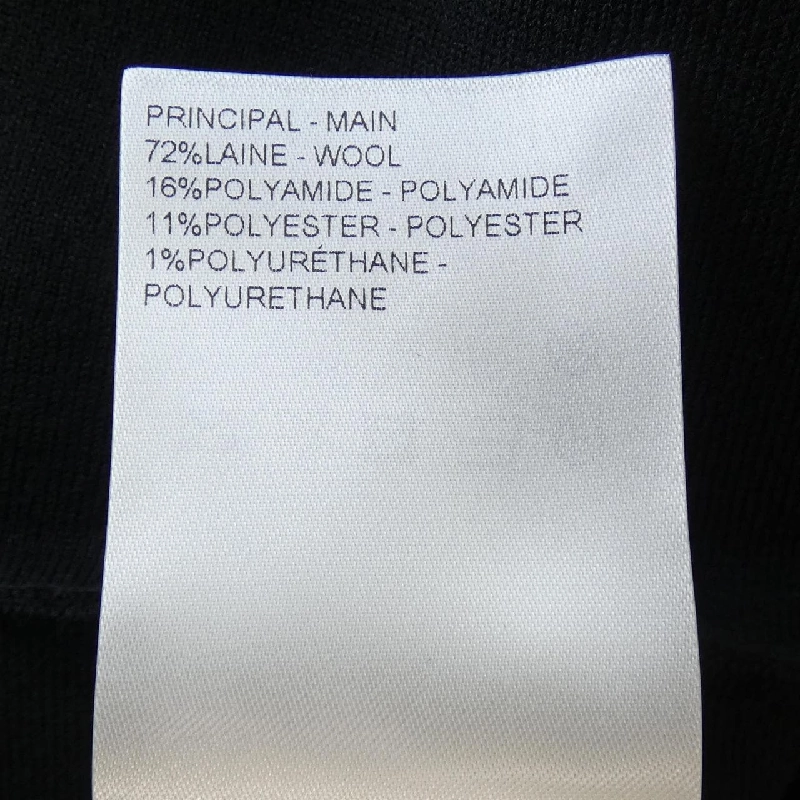 PRINCIPAL - MAIN
72%LAINE - WOOL
16%POLYAMIDE - POLYAMIDE
11%POLYESTER - POLYESTER
1%POLYURÉTHANE -
POLYURETHANE